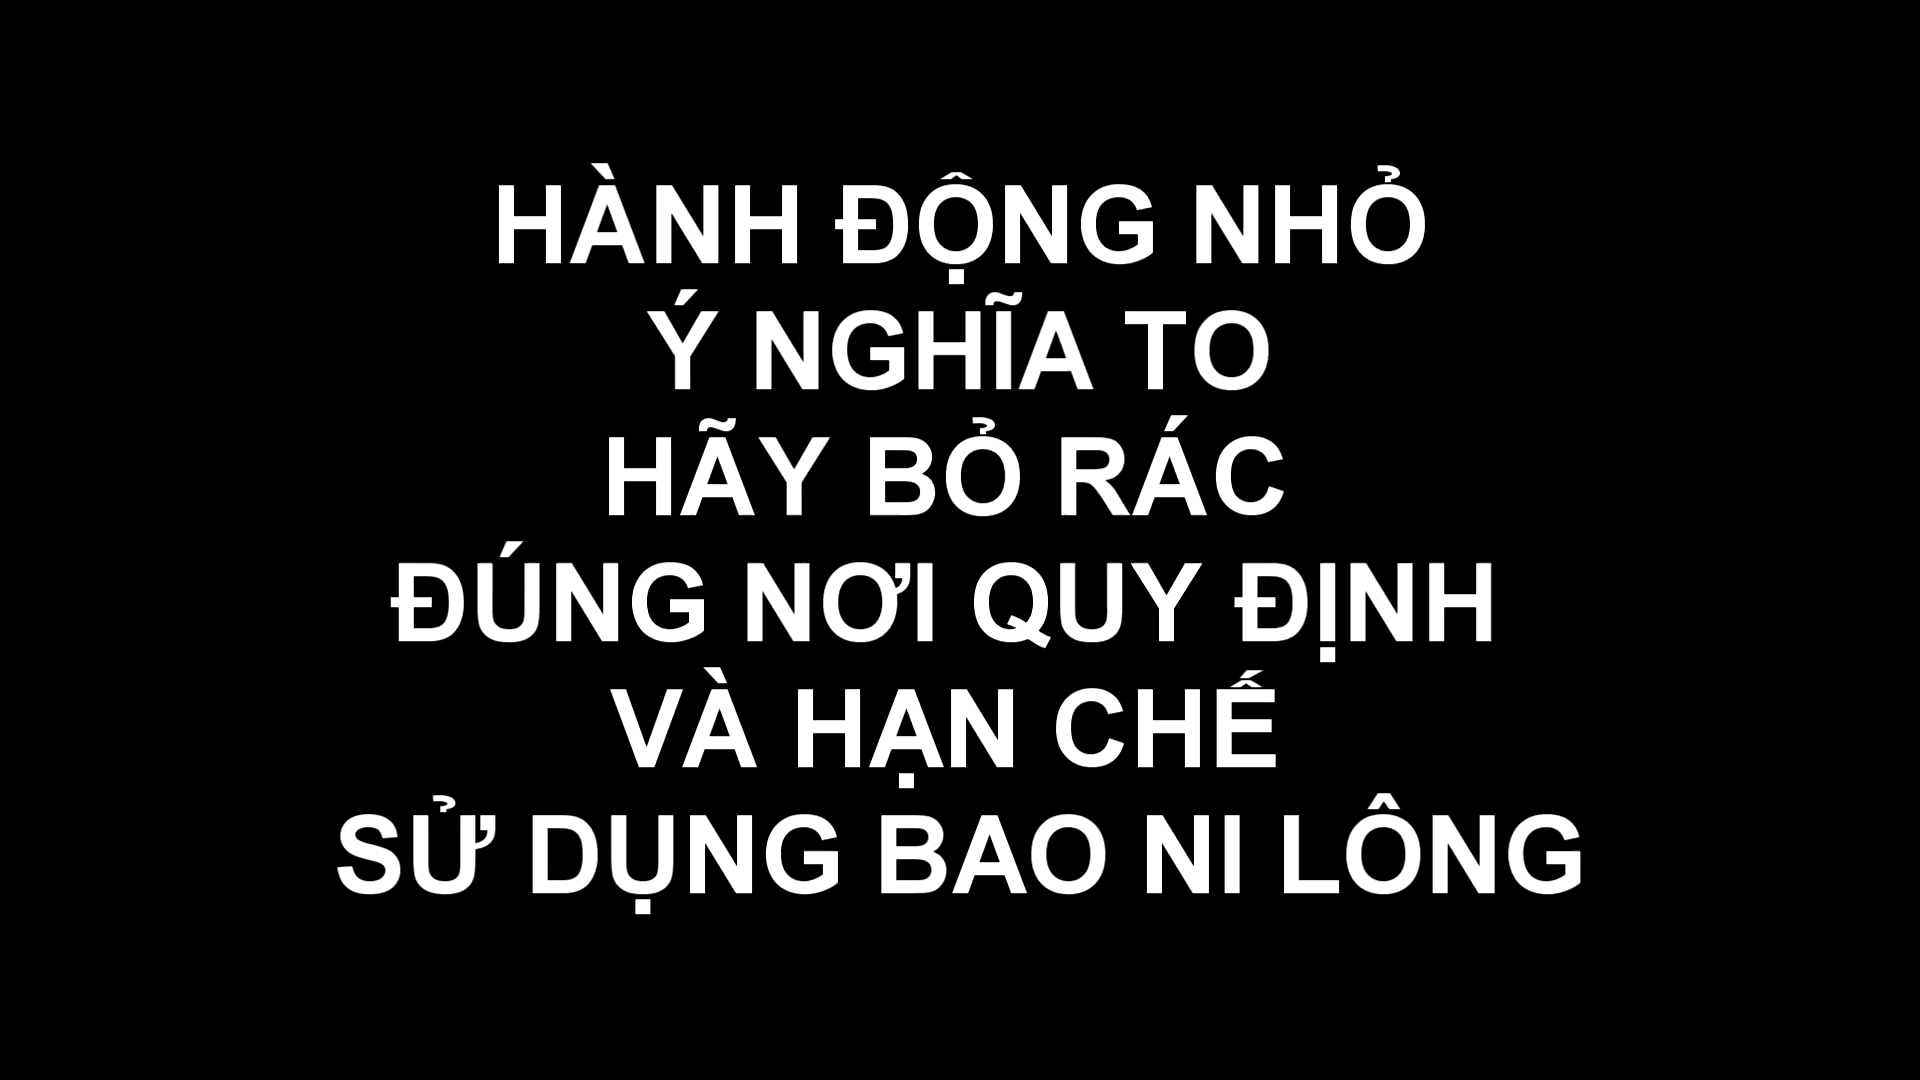 HÀNH ĐỘNG NHỎ
Ý NGHĨA TO
HÃY BỎ RÁC
ĐÚNG NƠI QUY ĐỊNH
VÀ HẠN CHẾ
SỬ DỤNG BAO NI LÔNG